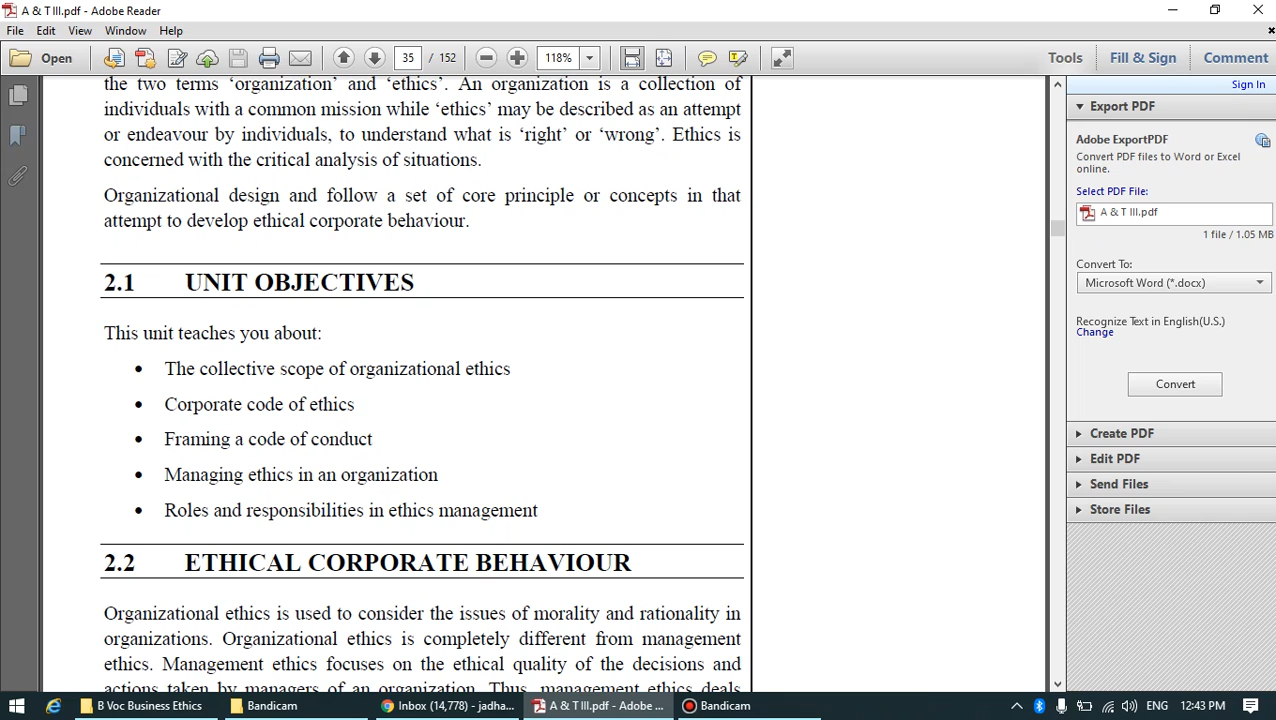 A & T III.pdf - Adobe Reader
File Edit View Window Help
Open 35 / 152 118% Tools Fill & Sign Comment
the two terms ‘organization’ and ‘ethics’. An organization is a collection of
individuals with a common mission while ‘ethics’ may be described as an attempt
or endeavour by individuals, to understand what is ‘right’ or ‘wrong’. Ethics is
concerned with the critical analysis of situations.
Organizational design and follow a set of core principle or concepts in that
attempt to develop ethical corporate behaviour.
2.1 UNIT OBJECTIVES
This unit teaches you about:
• The collective scope of organizational ethics
• Corporate code of ethics
• Framing a code of conduct
• Managing ethics in an organization
• Roles and responsibilities in ethics management
2.2 ETHICAL CORPORATE BEHAVIOUR
Organizational ethics is used to consider the issues of morality and rationality in
organizations. Organizational ethics is completely different from management
ethics. Management ethics focuses on the ethical quality of the decisions and
actions taken by managers of an organization. Thus, management ethics deals
Sign In
Export PDF
Adobe ExportPDF
Convert PDF files to Word or Excel
online.
Select PDF File:
A & T III.pdf
1 file / 1.05 MB
Convert To:
Microsoft Word (*.docx)
Recognize Text in English(U.S.)
Change
Convert
Create PDF
Edit PDF
Send Files
Store Files
B Voc Business Ethics Bandicam Inbox (14,778) - jadha... A & T III.pdf - Adobe ... Bandicam ENG 12:43 PM